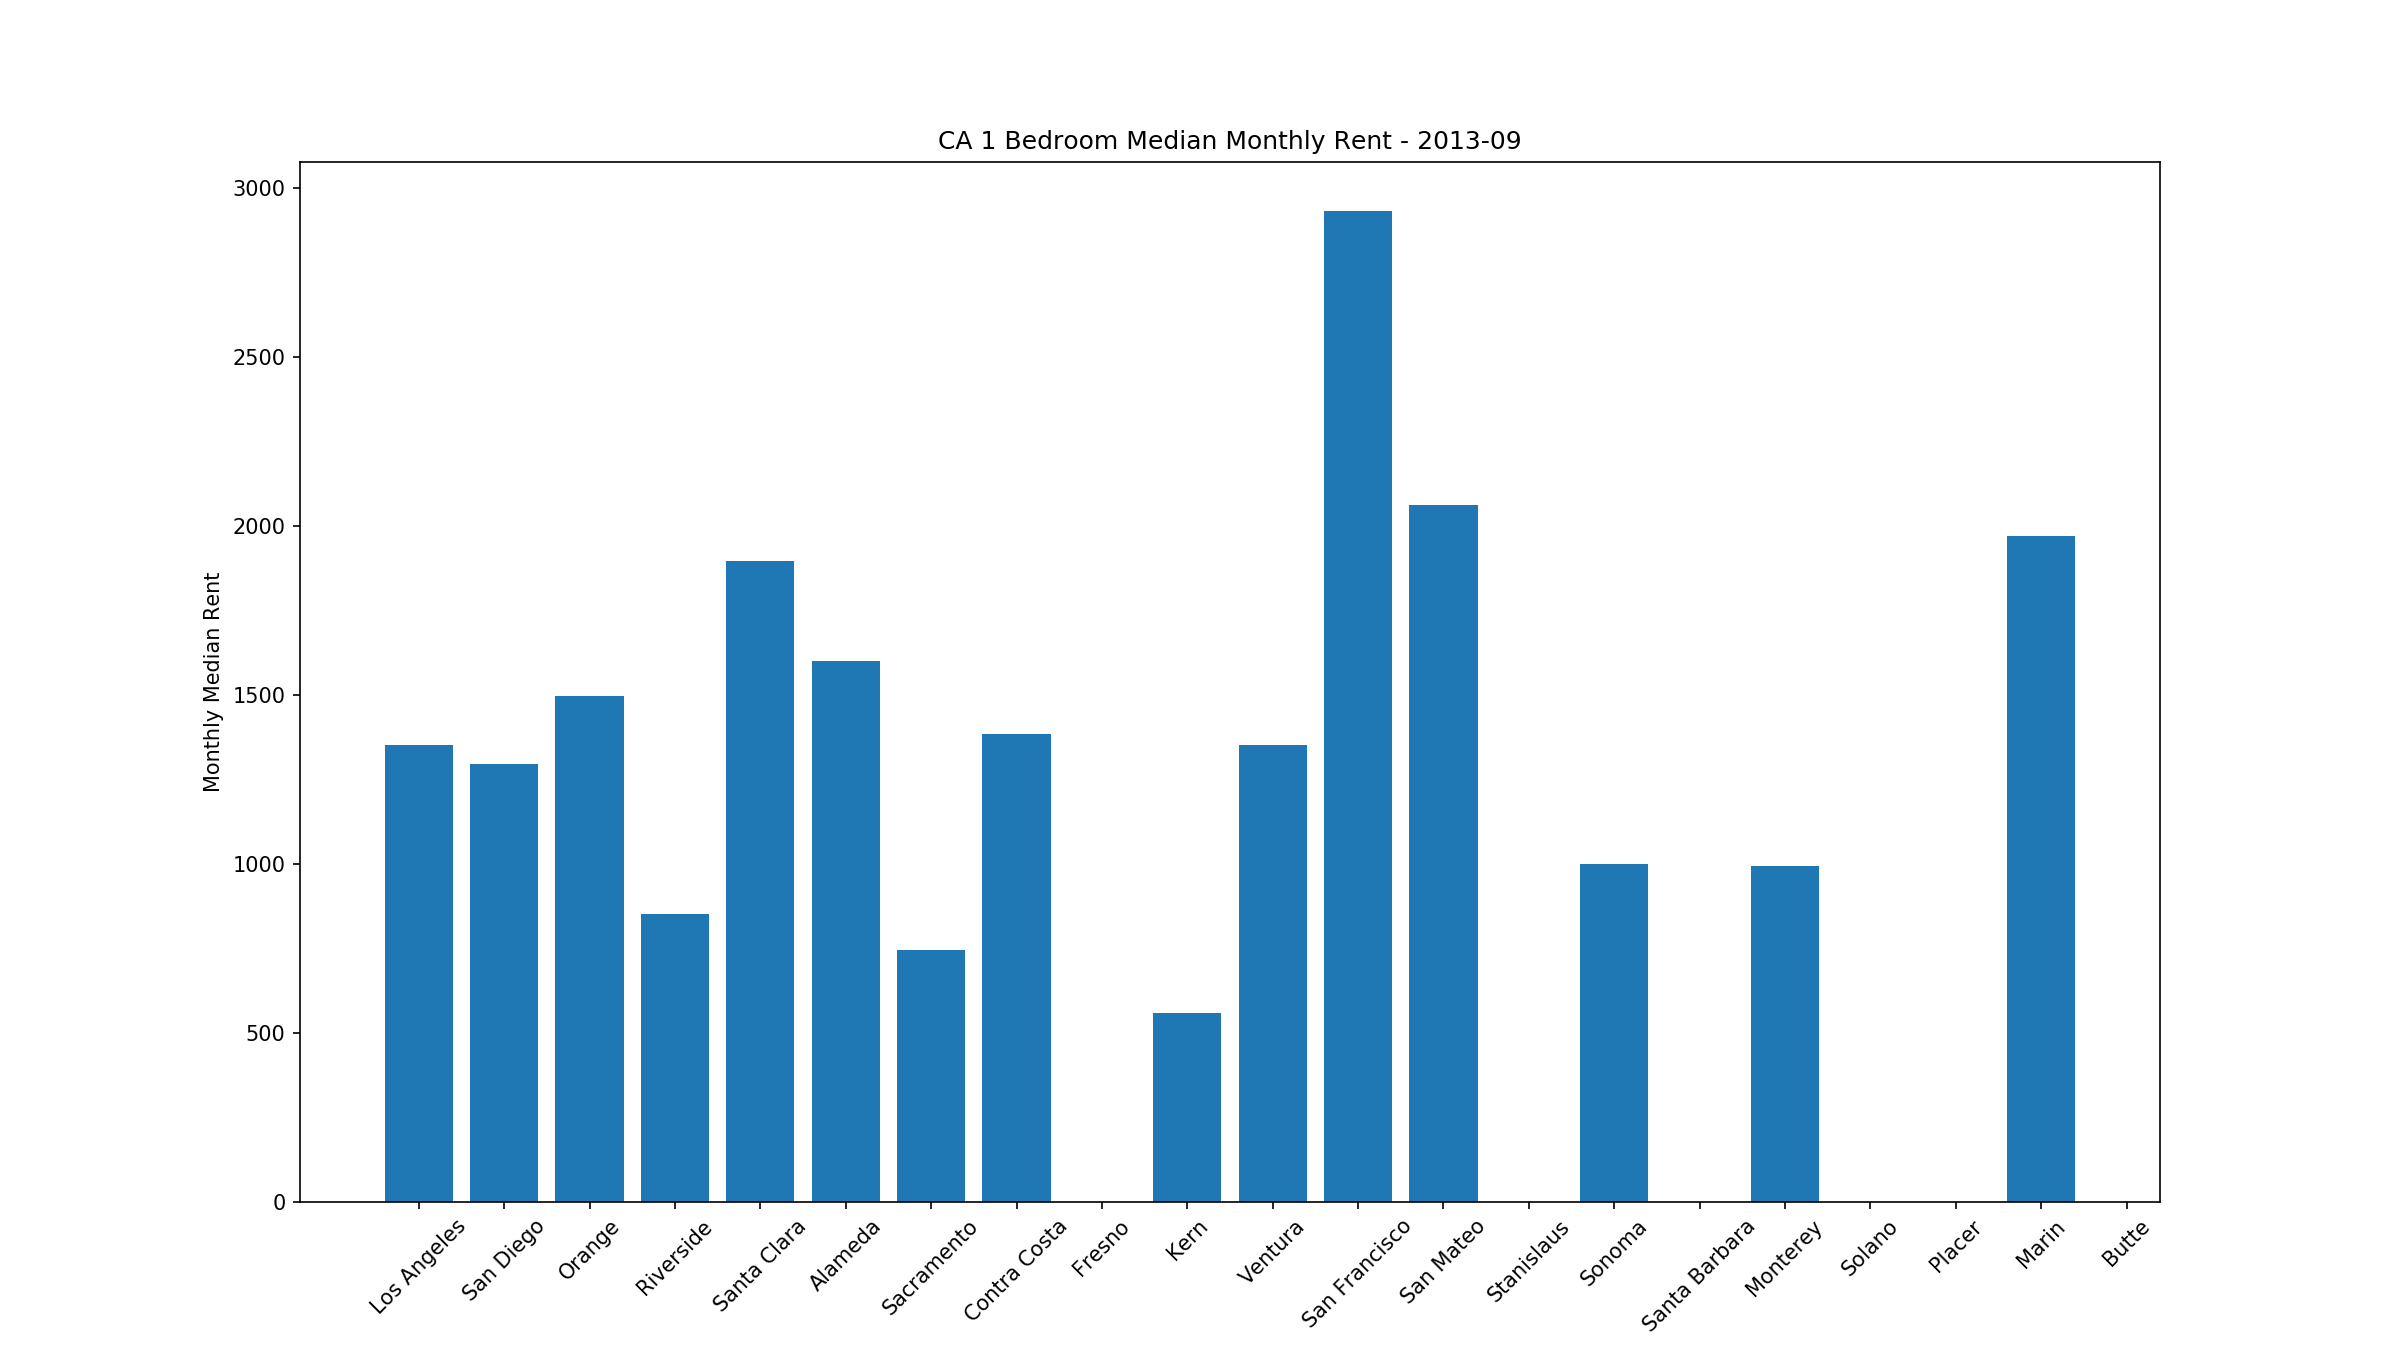 CA 1 Bedroom Median Monthly Rent - 2013-09
Monthly Median Rent
3000
2500
2000
1500
1000
500
0
Los Angeles
San Diego
Orange
Riverside
Santa Clara
Alameda
Sacramento
Contra Costa
Fresno
Kern
Ventura
San Francisco
San Mateo
Stanislaus
Sonoma
Santa Barbara
Monterey
Solano
Placer
Marin
Butte